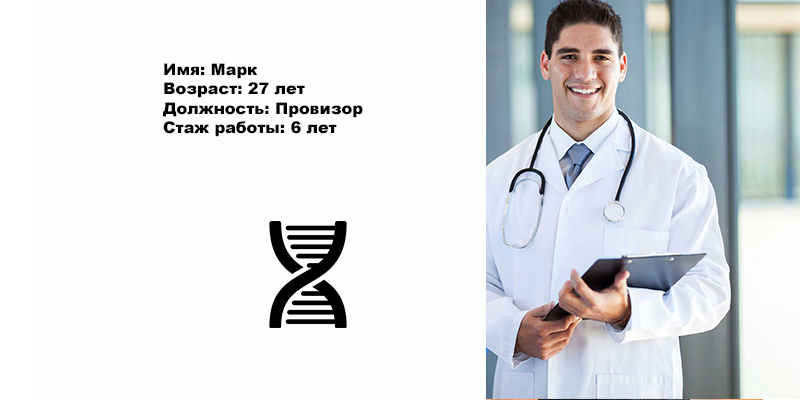 Имя: Марк
Возраст: 27 лет
Должность: Провизор
Стаж работы: 6 лет